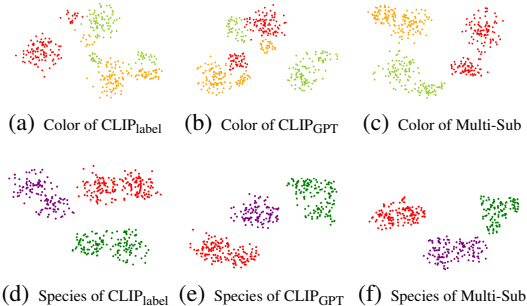 (a) Color of CLIPlabel
(b) Color of CLIPGPT
(c) Color of Multi-Sub
(d) Species of CLIPlabel
(e) Species of CLIPGPT
(f) Species of Multi-Sub